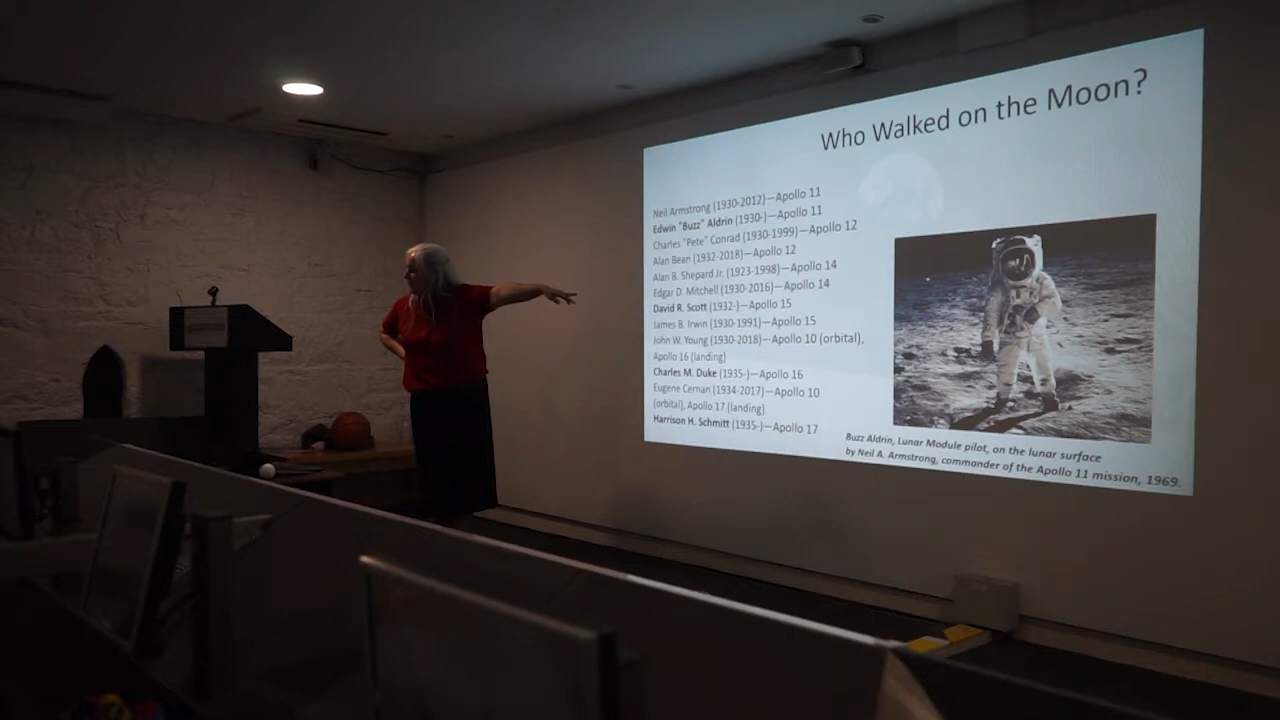 Who Walked on the Moon?
Neil Armstrong (1930-2012)—Apollo 11
Edwin "Buzz" Aldrin (1930-)—Apollo 11
Charles "Pete" Conrad (1930-1999)—Apollo 12
Alan Bean (1932-2018)—Apollo 12
Alan B. Shepard Jr. (1923-1998)—Apollo 14
Edgar D. Mitchell (1930-2016)—Apollo 14
David R. Scott (1932-)—Apollo 15
James B. Irwin (1930-1991)—Apollo 15
John W. Young (1930-2018)—Apollo 10 (orbital),
Apollo 16 (landing)
Charles M. Duke (1935-)—Apollo 16
Eugene Cernan (1934-2017)—Apollo 10
(orbital), Apollo 17 (landing)
Harrison H. Schmitt (1935-)—Apollo 17
Buzz Aldrin, Lunar Module pilot, on the lunar surface
by Neil A. Armstrong, commander of the Apollo 11 mission, 1969.